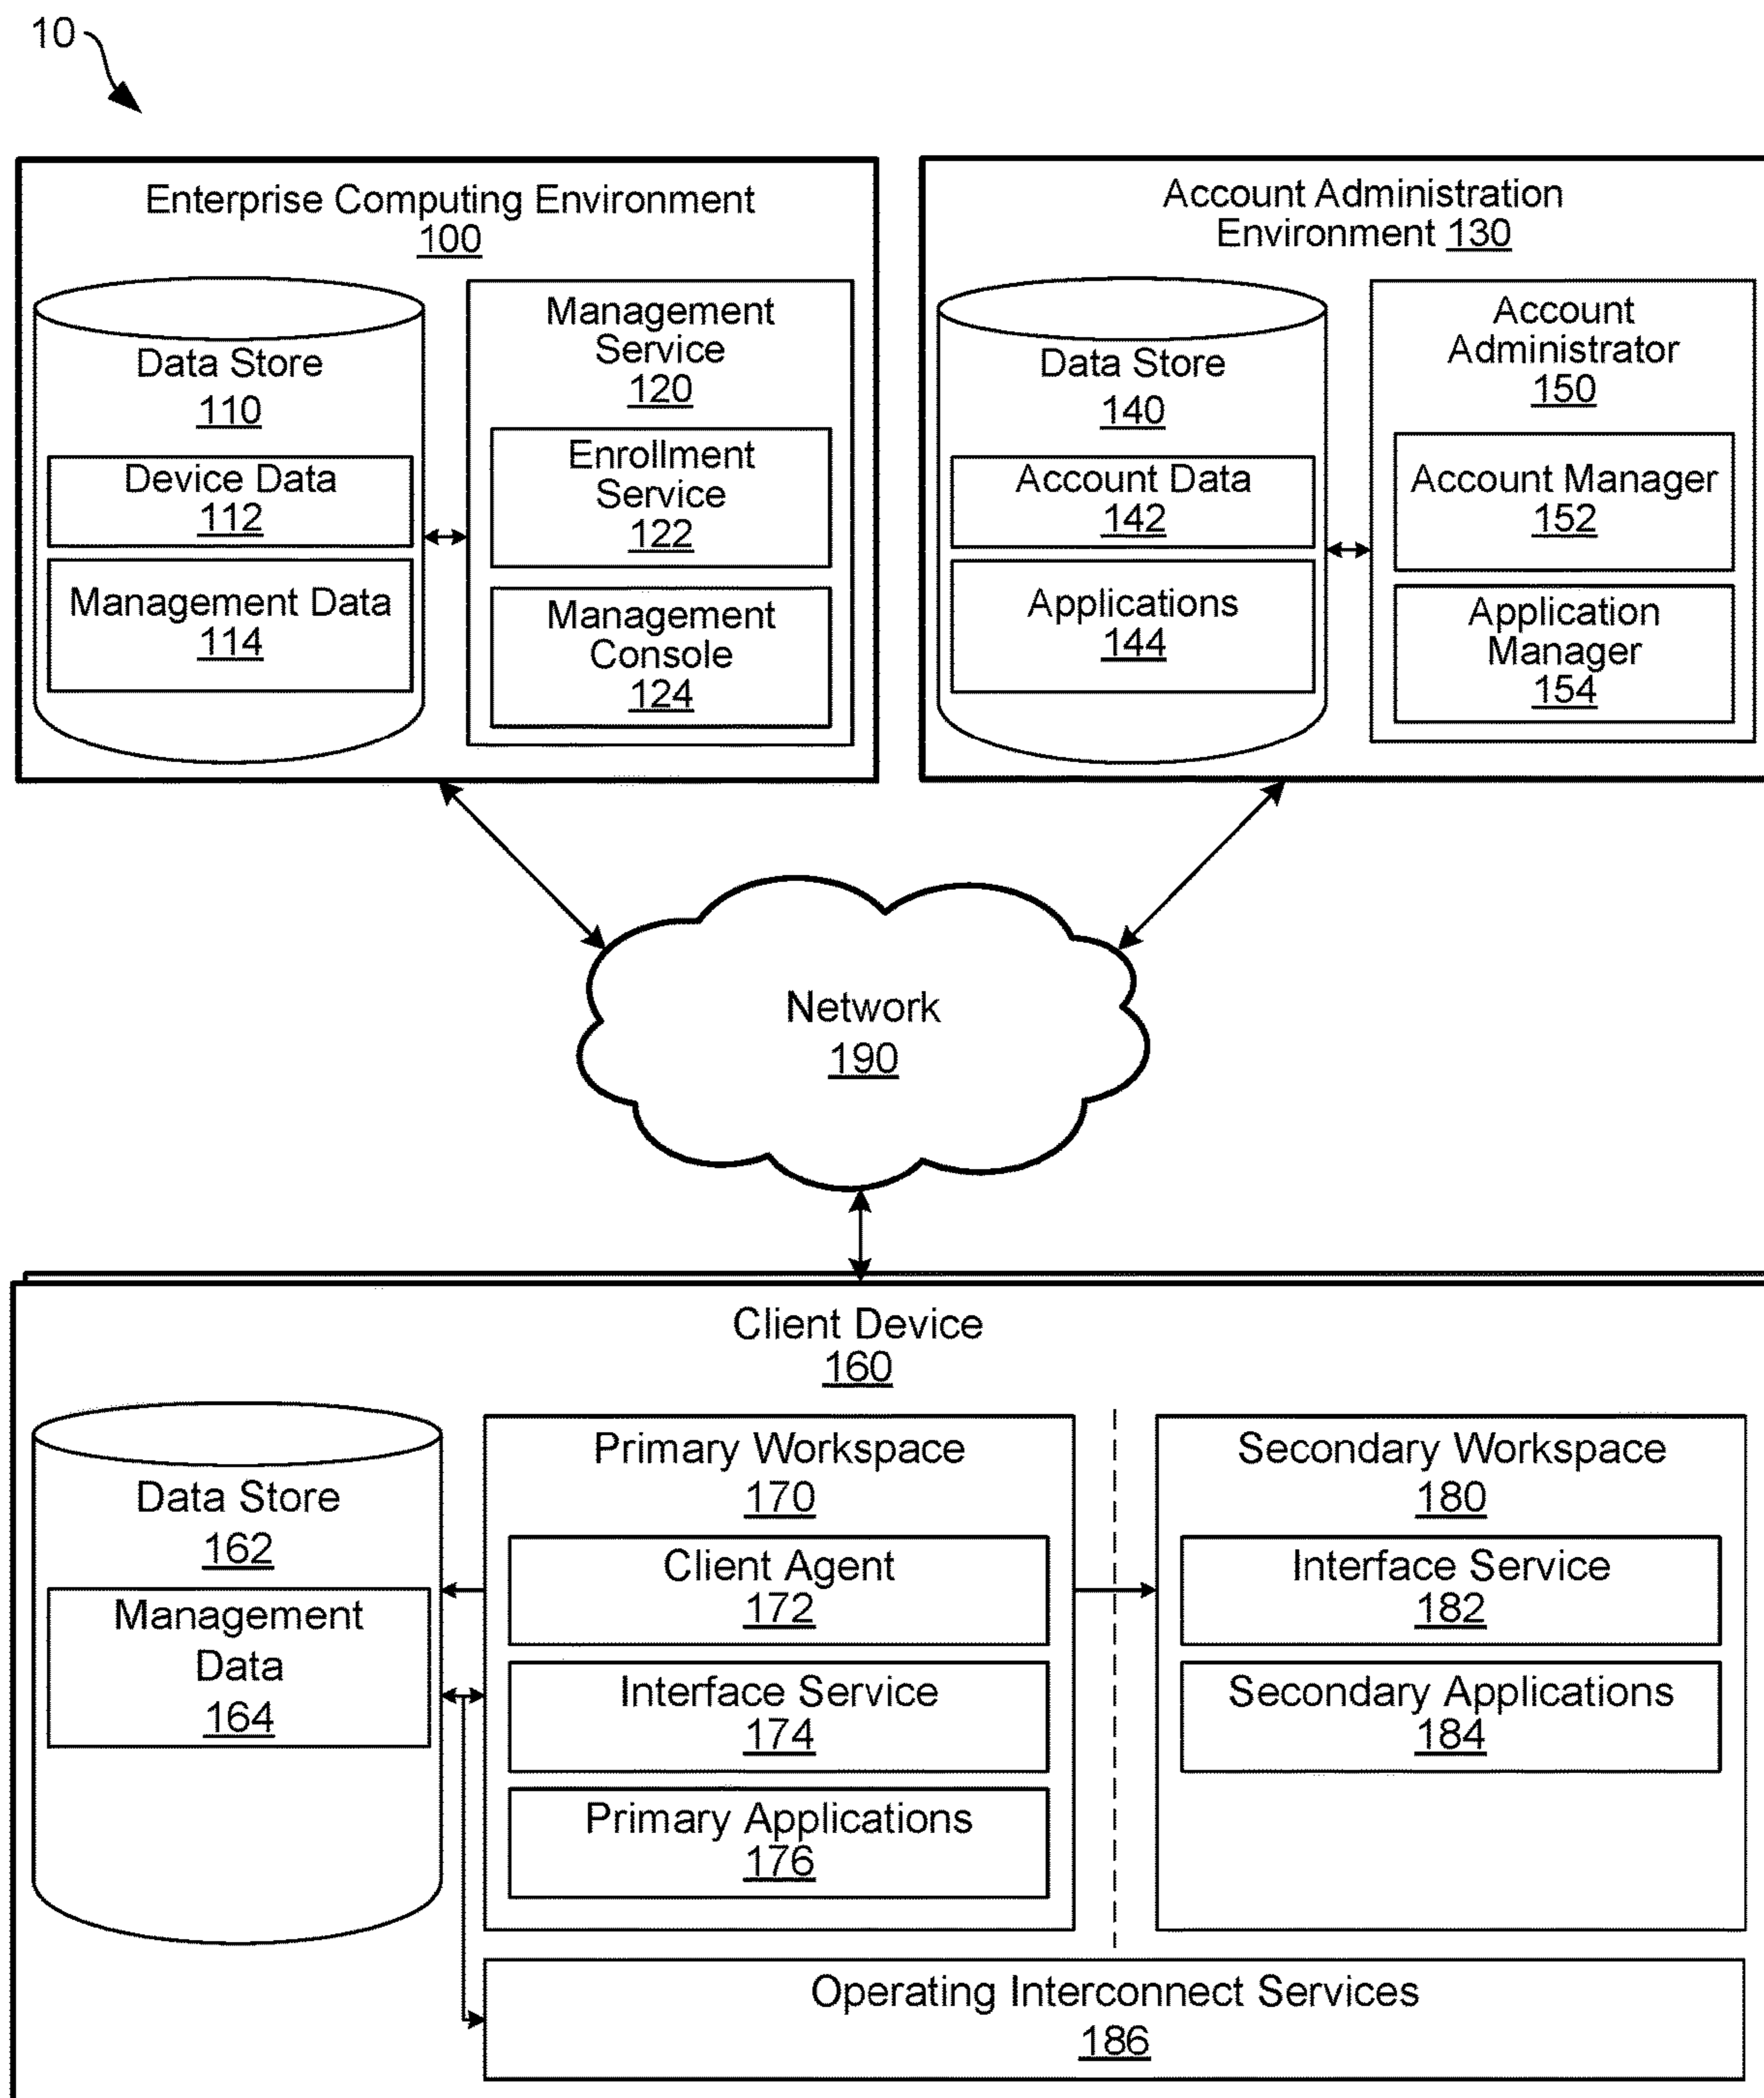 10
Enterprise Computing Environment
100
Data Store
110
Device Data
112
Management Data
114
Management
Service
120
Enrollment
Service
122
Management
Console
124
Account Administration
Environment 130
Data Store
140
Account Data
142
Applications
144
Account
Administrator
150
Account Manager
152
Application
Manager
154
Network
190
Client Device
160
Data Store
162
Management
Data
164
Primary Workspace
170
Client Agent
172
Interface Service
174
Primary Applications
176
Secondary Workspace
180
Interface Service
182
Secondary Applications
184
Operating Interconnect Services
186